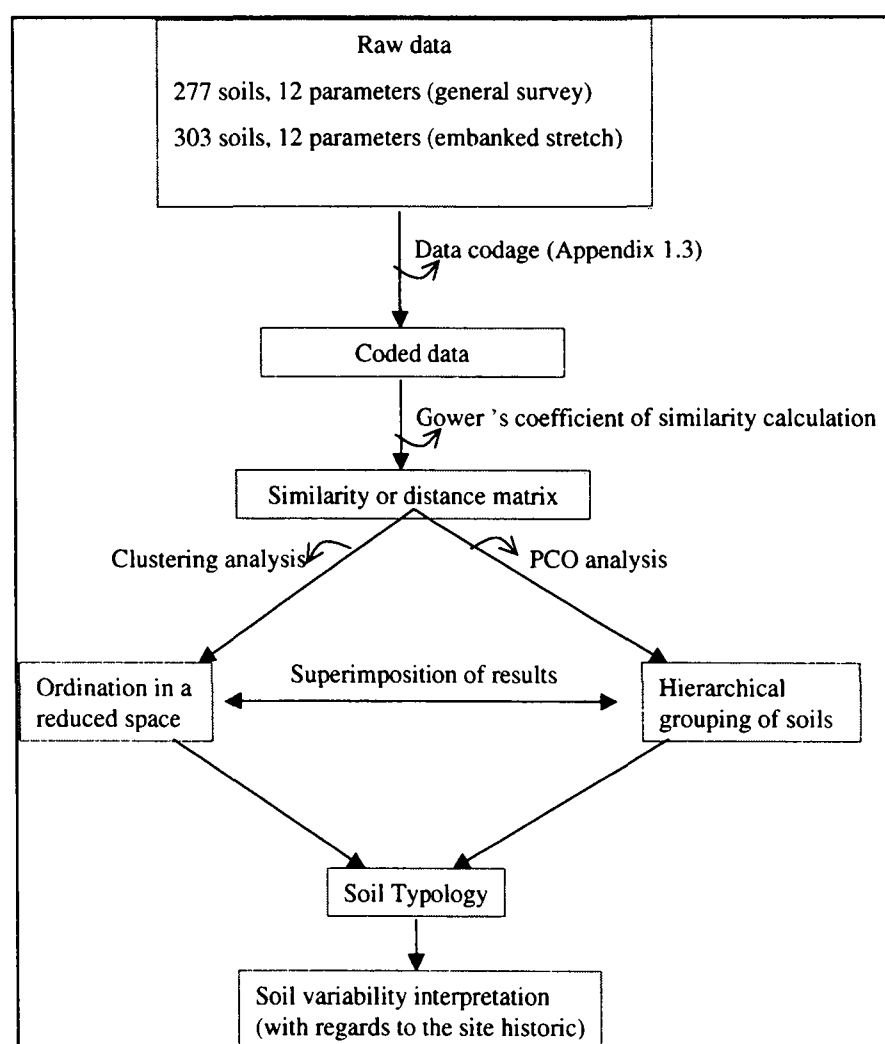 Raw data
277 soils, 12 parameters (general survey)
303 soils, 12 parameters (embanked stretch)
Data codage (Appendix 1.3)
Coded data
Gower 's coefficient of similarity calculation
Similarity or distance matrix
Clustering analysis
PCO analysis
Ordination in a
reduced space
Superimposition of results
Hierarchical
grouping of soils
Soil Typology
Soil variability interpretation
(with regards to the site historic)